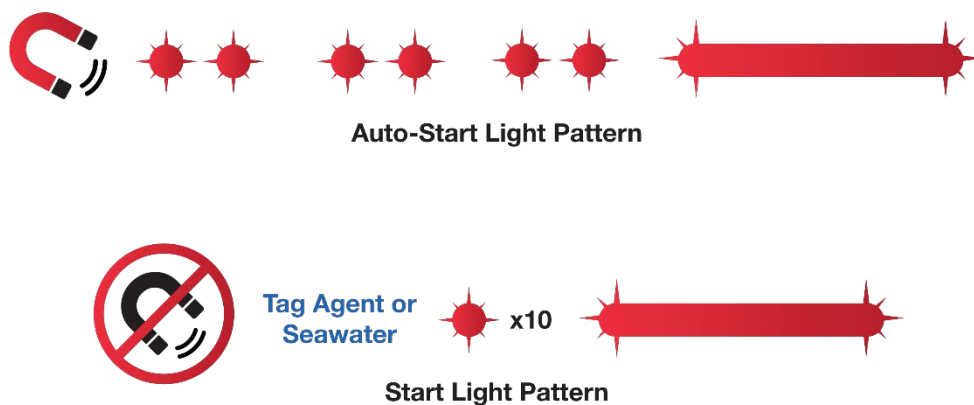 Auto-Start Light Pattern
Tag Agent or
Seawater
x10
Start Light Pattern